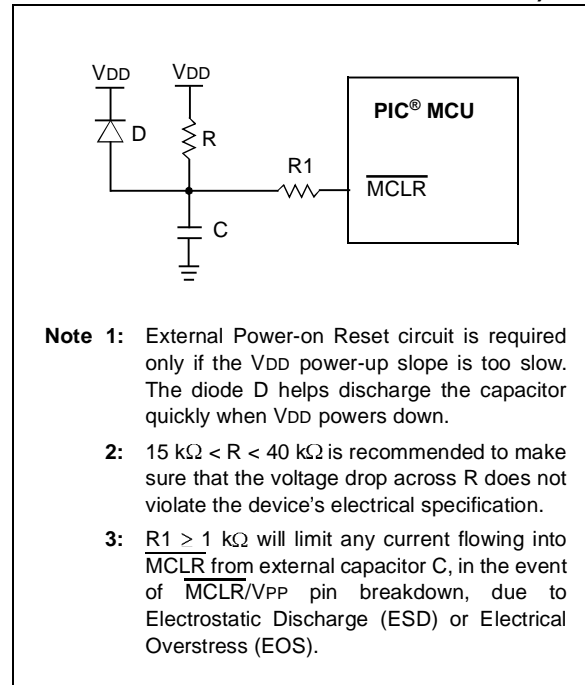 VDD VDD
PIC® MCU
D
R
R1
MCLR
C
Note 1: External Power-on Reset circuit is required
only if the VDD power-up slope is too slow.
The diode D helps discharge the capacitor
quickly when VDD powers down.
2: 15 kΩ < R < 40 kΩ is recommended to make
sure that the voltage drop across R does not
violate the device's electrical specification.
3: R1 ≥ 1 kΩ will limit any current flowing into
MCLR from external capacitor C, in the event
of MCLR/VPP pin breakdown, due to
Electrostatic Discharge (ESD) or Electrical
Overstress (EOS).